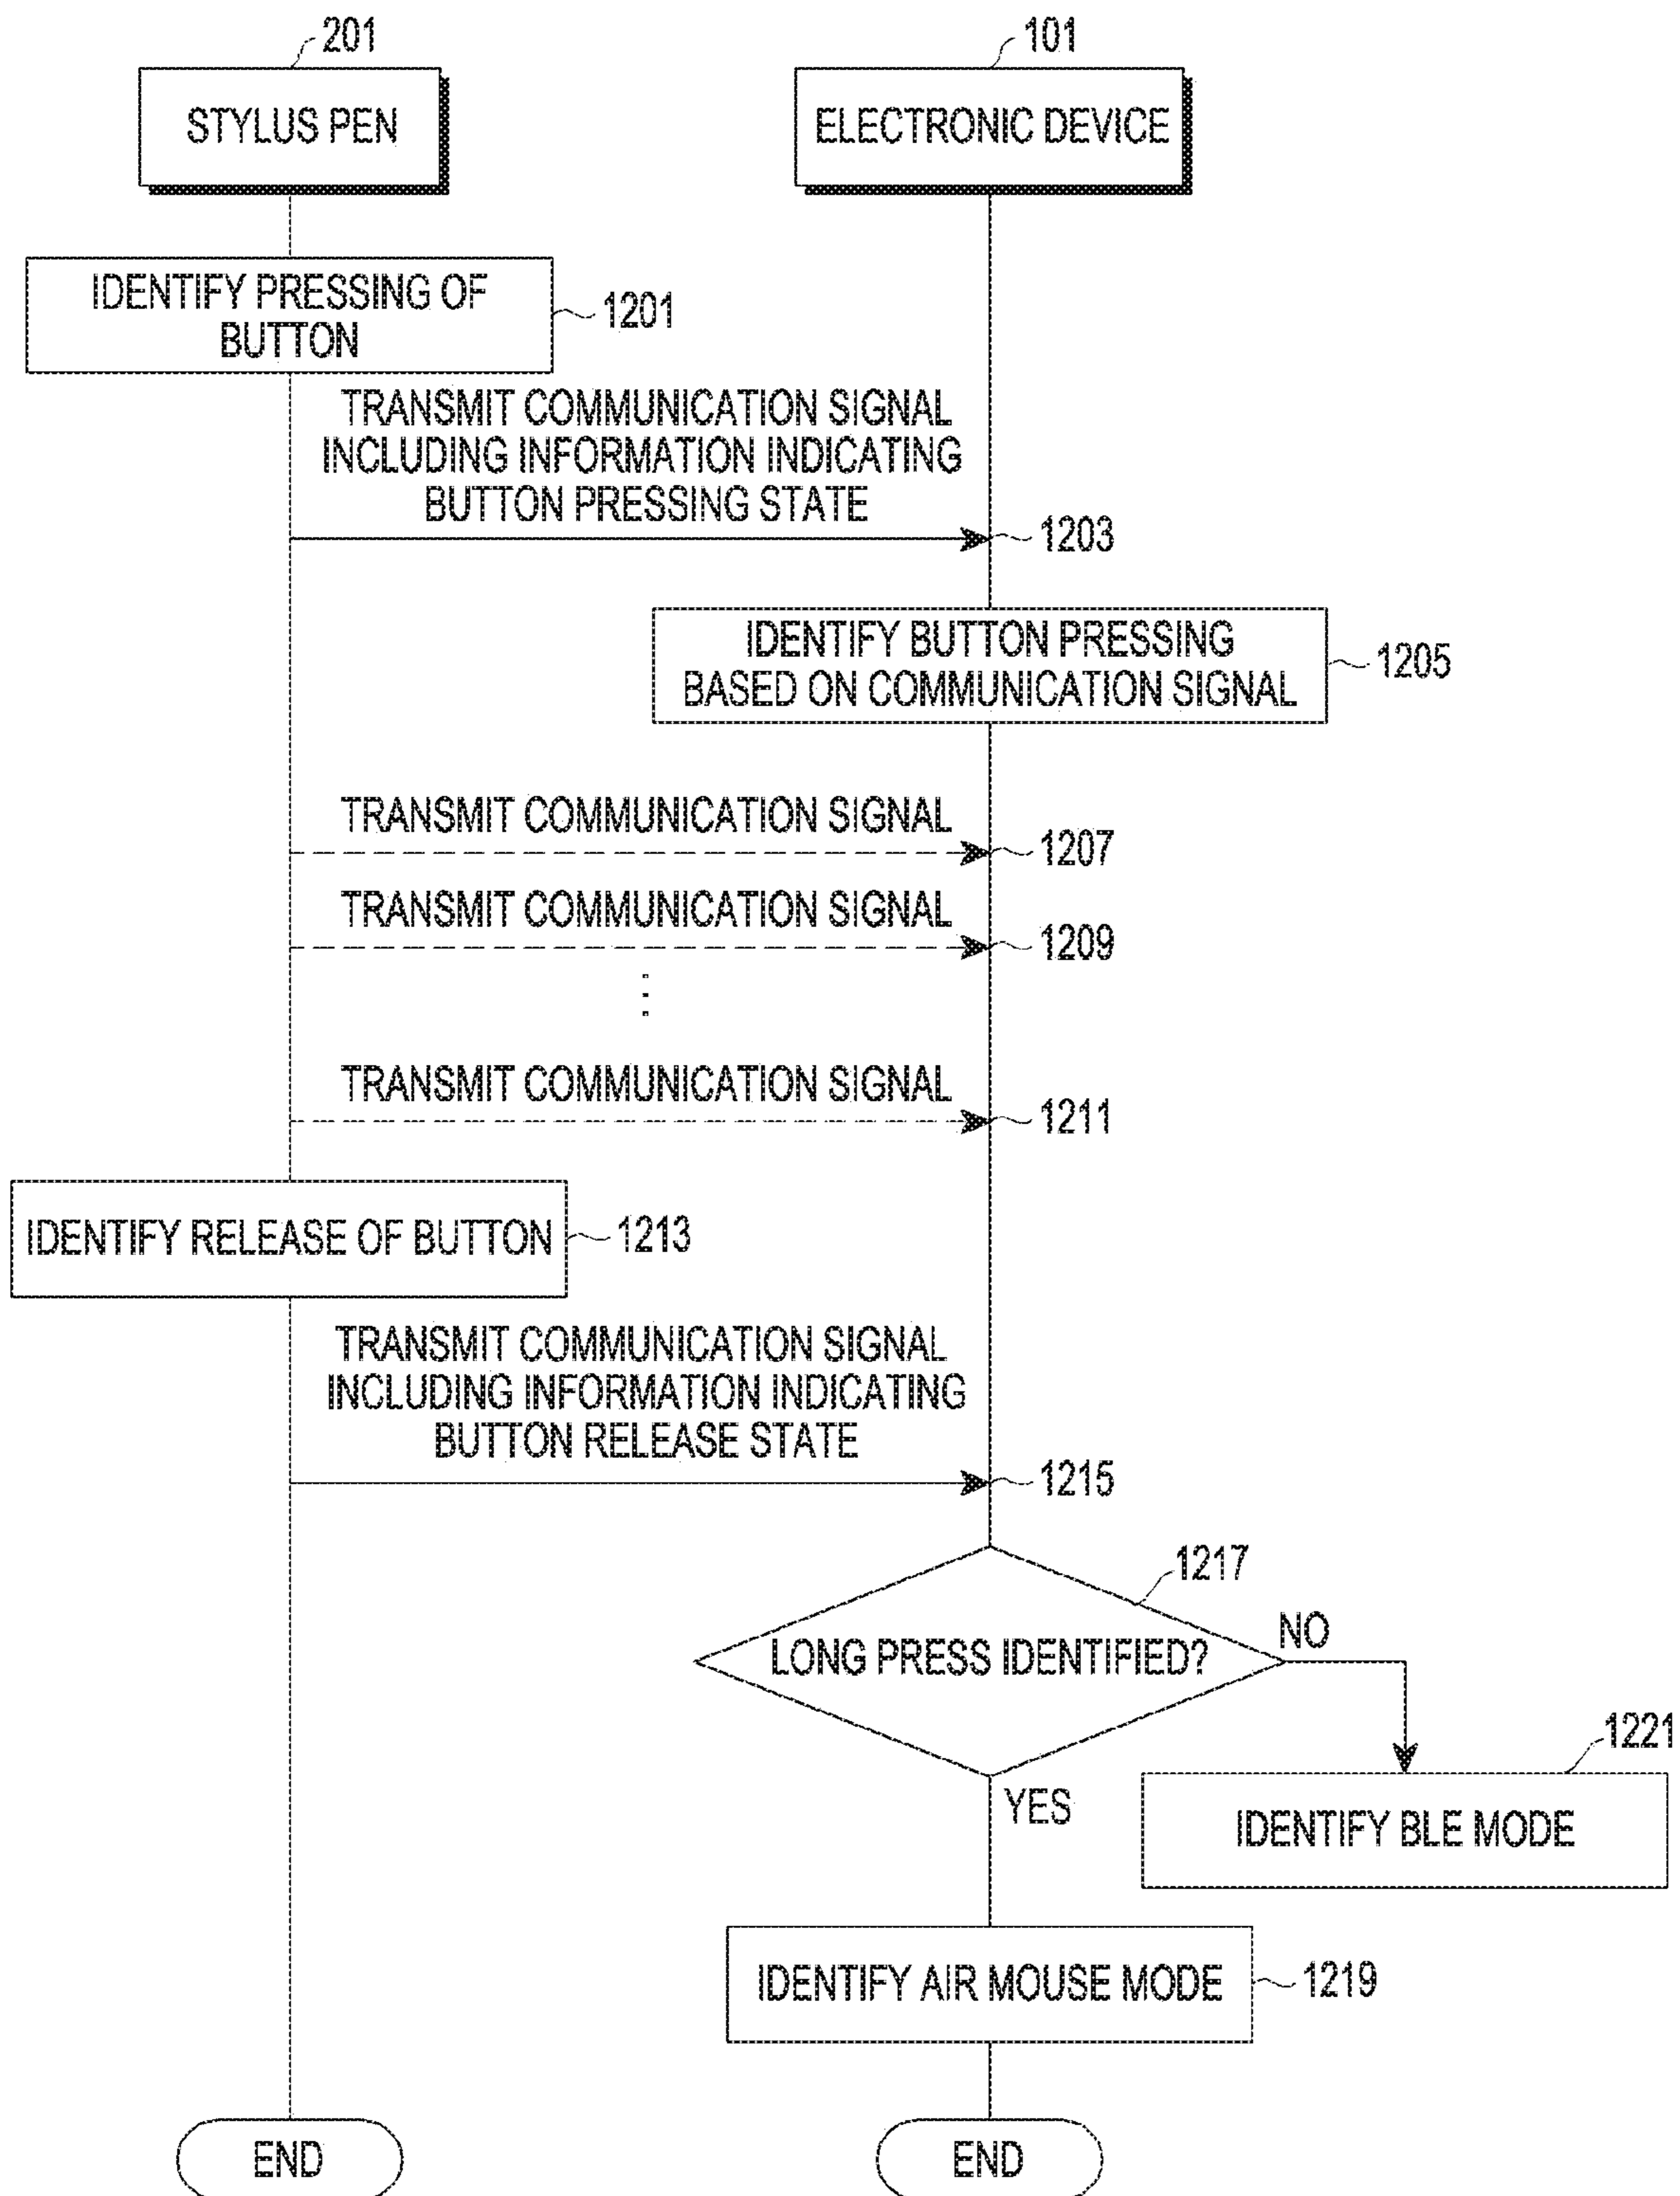 201
101
STYLUS PEN
ELECTRONIC DEVICE
IDENTIFY PRESSING OF
BUTTON
1201
TRANSMIT COMMUNICATION SIGNAL
INCLUDING INFORMATION INDICATING
BUTTON PRESSING STATE
1203
IDENTIFY BUTTON PRESSING
BASED ON COMMUNICATION SIGNAL
1205
TRANSMIT COMMUNICATION SIGNAL
1207
TRANSMIT COMMUNICATION SIGNAL
1209
⋮
TRANSMIT COMMUNICATION SIGNAL
1211
IDENTIFY RELEASE OF BUTTON
1213
TRANSMIT COMMUNICATION SIGNAL
INCLUDING INFORMATION INDICATING
BUTTON RELEASE STATE
1215
1217
LONG PRESS IDENTIFIED?
NO
1221
YES
IDENTIFY BLE MODE
IDENTIFY AIR MOUSE MODE
1219
END
END